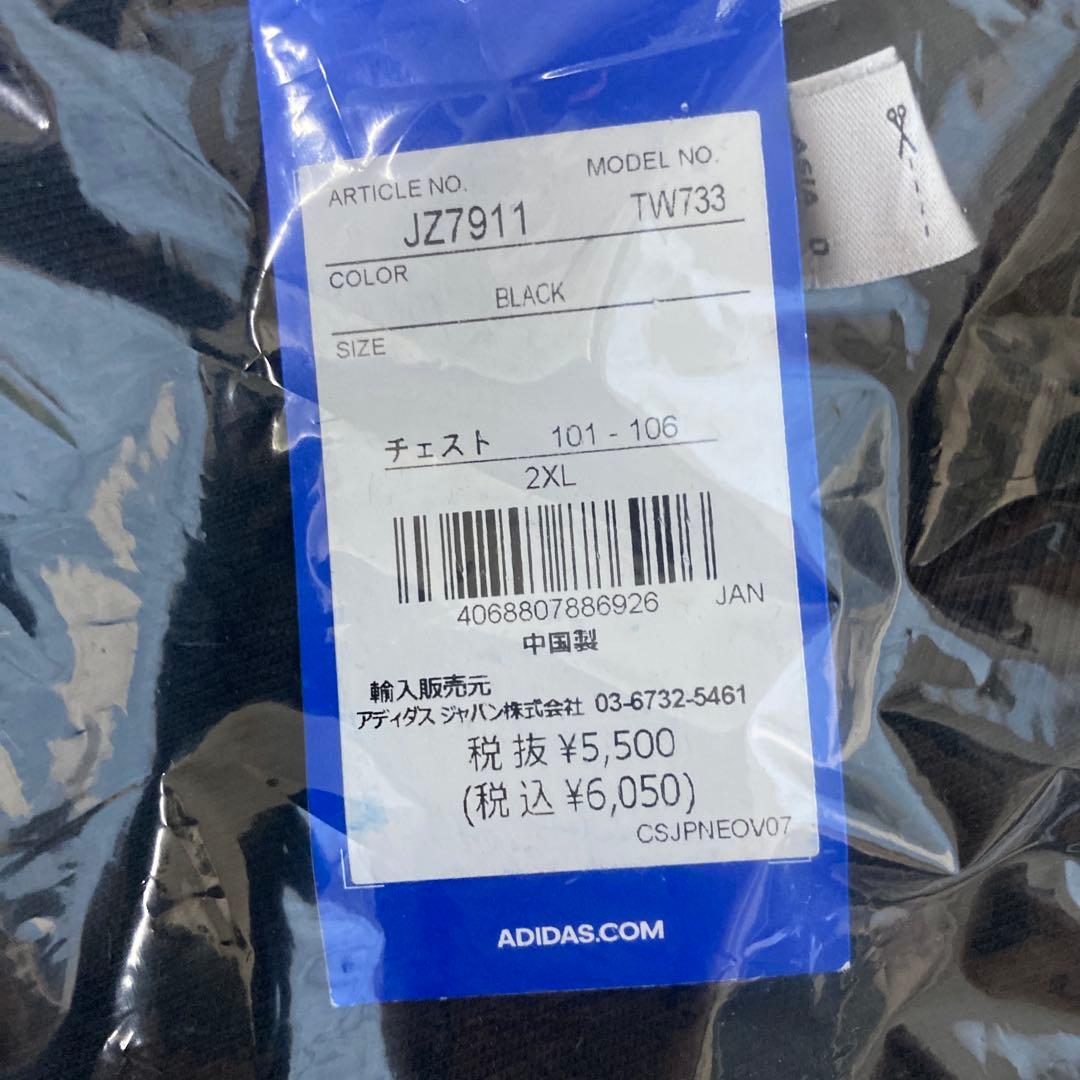 ARTICLE NO. MODEL NO.
JZ7911 TW733
COLOR
BLACK
SIZE
チェスト 101 - 106
2XL
4068807886926 JAN
中国製
輸入販売元
アディダス ジャパン株式会社 03-6732-5461
税抜 ¥5,500
(税込 ¥6,050)
CSJPNEOV07
ADIDAS.COM
ASIA D